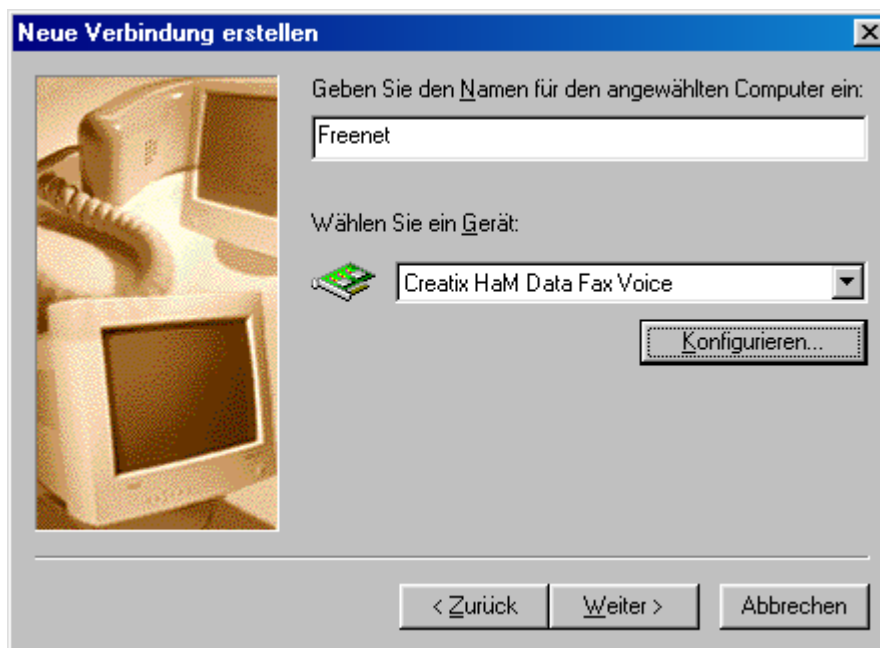 Neue Verbindung erstellen
Geben Sie den Namen für den angewählten Computer ein:
Freenet
Wählen Sie ein Gerät:
Creatix HaM Data Fax Voice
Konfigurieren...
< Zurück
Weiter >
Abbrechen